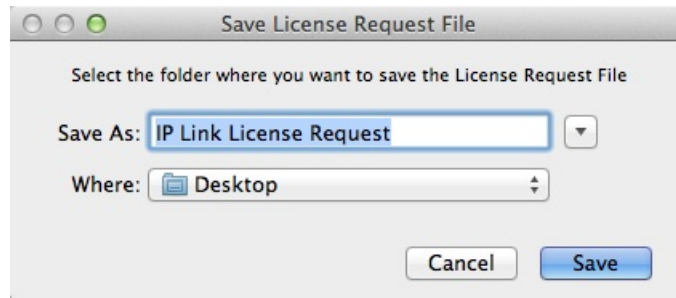 Save License Request File
Select the folder where you want to save the License Request File
Save As: IP Link License Request
Where: Desktop
Cancel Save